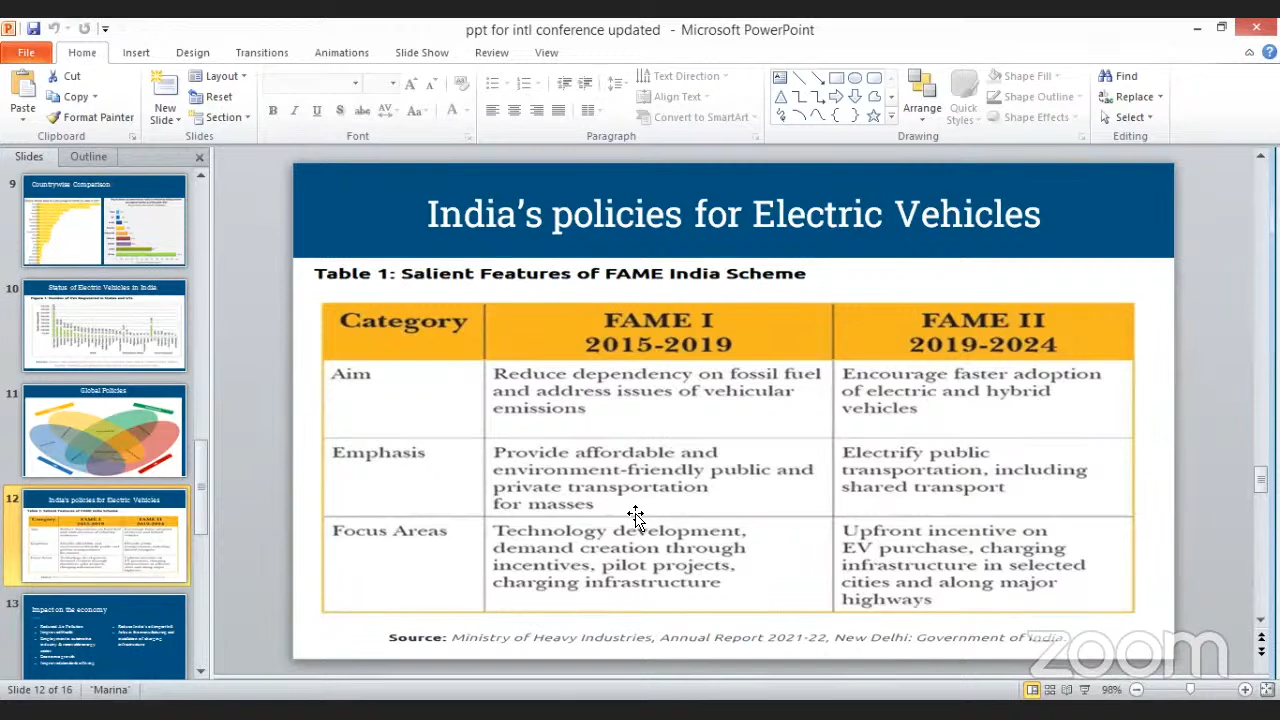 ppt for intl conference updated - Microsoft PowerPoint
File Home Insert Design Transitions Animations Slide Show Review View
Paste
Cut
Copy
Format Painter
Clipboard
New
Slide
Layout
Reset
Section
Slides
B I U S abc AV Aa A
Font
Text Direction
Align Text
Convert to SmartArt
Paragraph
Arrange
Quick
Styles
Shape Fill
Shape Outline
Shape Effects
Drawing
Find
Replace
Select
Editing
Slides Outline
9
Countrywise Comparison
10
Status of Electric Vehicles in India
11
Global Policies
12
India's policies for Electric Vehicles
13
Impact on the economy
India's policies for Electric Vehicles
Table 1: Salient Features of FAME India Scheme
Category
FAME I
2015-2019
FAME II
2019-2024
Aim
Reduce dependency on fossil fuel
and address issues of vehicular
emissions
Encourage faster adoption
of electric and hybrid
vehicles
Emphasis
Provide affordable and
environment-friendly public and
private transportation
for masses
Electrify public
transportation, including
shared transport
Focus Areas
Technology development,
demand creation through
incentives, pilot projects,
charging infrastructure
Upfront incentive on
EV purchase, charging
infrastructure in selected
cities and along major
highways
Source: Ministry of Heavy Industries, Annual Report 2021-22, New Delhi: Government of India.
zoom
Slide 12 of 16 "Marina" 98%